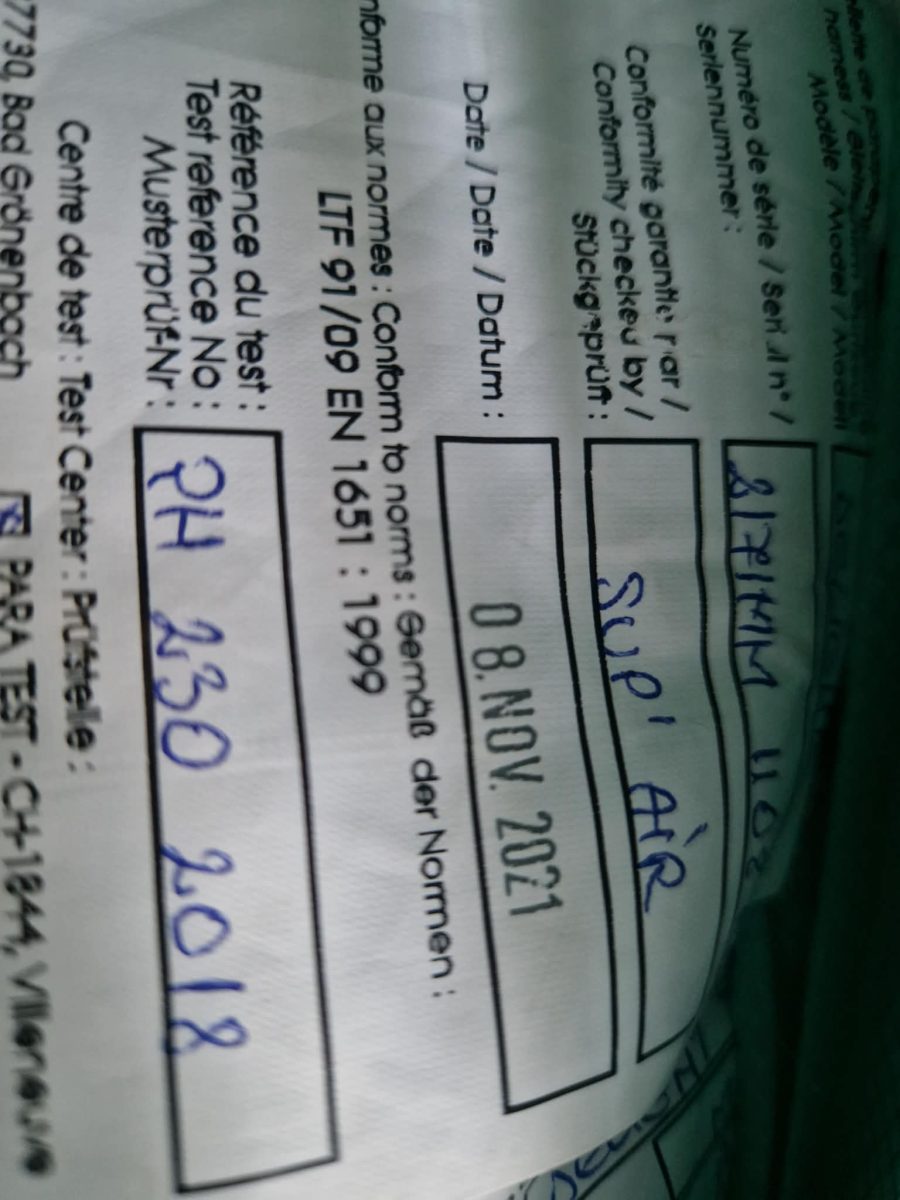 Modèle / Model / Modell
Numéro de série / Serial n° /
Seriennummer :
Conformité garantie par /
Conformity checked by /
Stückgeprüft :
SUP' AiR
Date / Date / Datum :
08. NOV. 2021
nforme aux normes : Conform to norms : Gemäß der Normen :
LTF 91/09 EN 1651 : 1999
Référence du test :
Test reference No :
Musterprüf-Nr :
PH 230 2018
Centre de test : Test Center : Prüfstelle :
7730, Bad Grönenbach
PARA TEST - CH-1844, Villeneuve